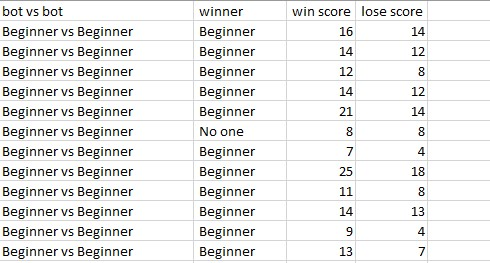 bot vs bot winner win score lose score
Beginner vs Beginner Beginner 16 14
Beginner vs Beginner Beginner 14 12
Beginner vs Beginner Beginner 12 8
Beginner vs Beginner Beginner 14 12
Beginner vs Beginner Beginner 21 14
Beginner vs Beginner No one 8 8
Beginner vs Beginner Beginner 7 4
Beginner vs Beginner Beginner 25 18
Beginner vs Beginner Beginner 11 8
Beginner vs Beginner Beginner 14 13
Beginner vs Beginner Beginner 9 4
Beginner vs Beginner Beginner 13 7